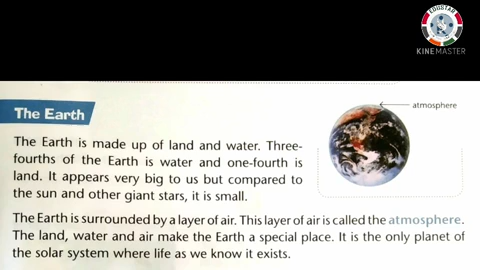 EDUSTAR
KINEMASTER
atmosphere
The Earth
The Earth is made up of land and water. Three-
fourths of the Earth is water and one-fourth is
land. It appears very big to us but compared to
the sun and other giant stars, it is small.
The Earth is surrounded by a layer of air. This layer of air is called the atmosphere.
The land, water and air make the Earth a special place. It is the only planet of
the solar system where life as we know it exists.